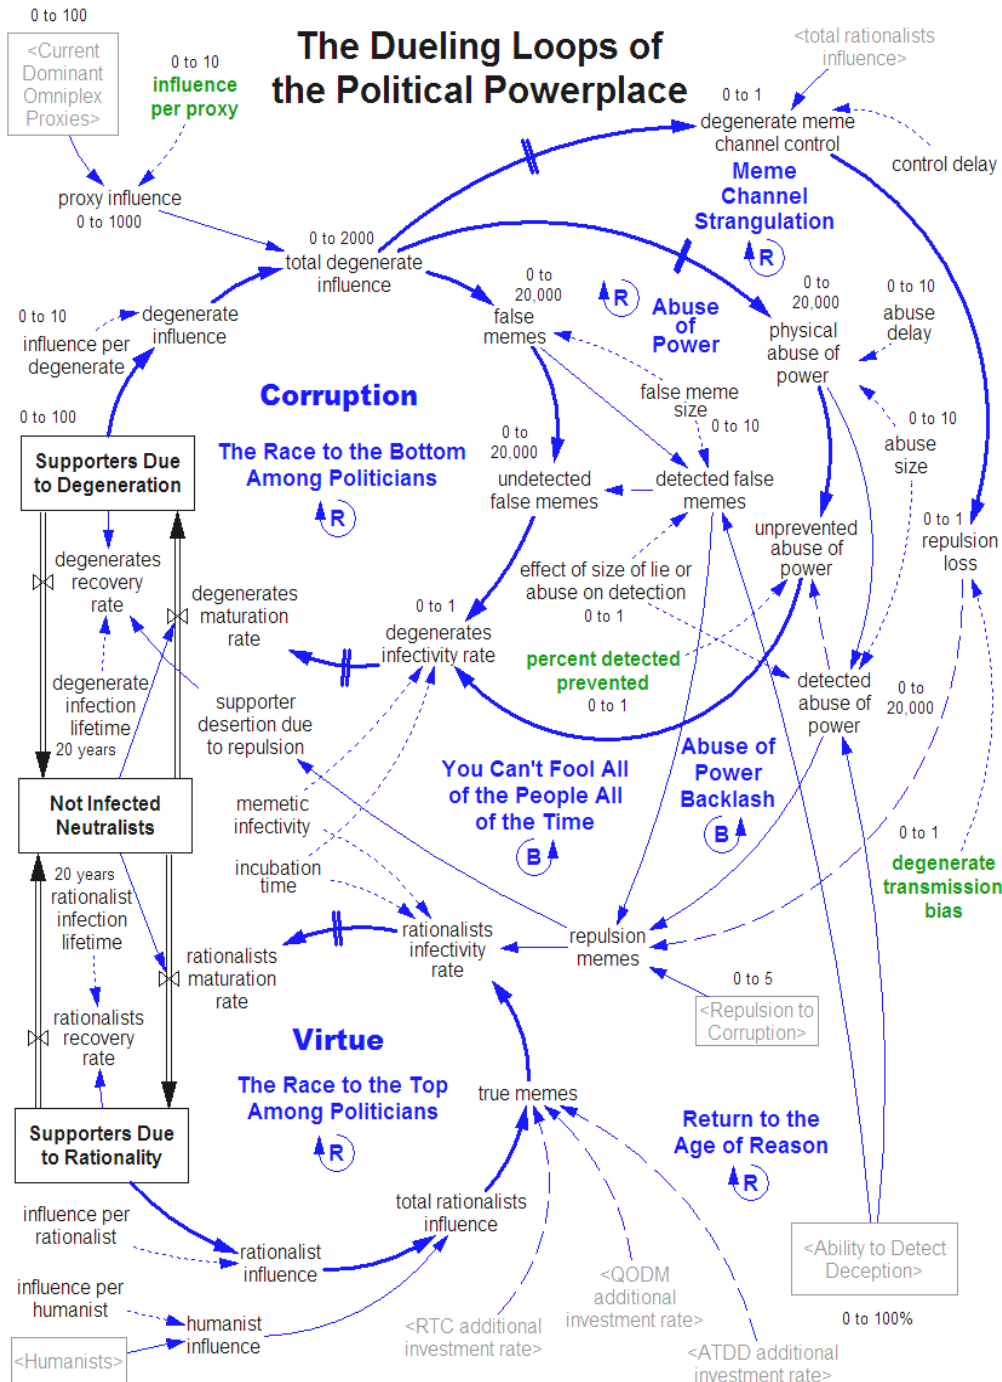 0 to 100
The Dueling Loops of
the Political Powerplace
<Current
Dominant
Omniplex
Proxies>
0 to 10
influence
per proxy
<total rationalists
influence>
0 to 1
degenerate meme
channel control
control delay
Meme
Channel
Strangulation
R
proxy influence
0 to 1000
0 to 2000
total degenerate
influence
0 to
20,000
false
memes
R
Abuse
of
Power
0 to
20,000
physical
abuse of
power
0 to 10
abuse
delay
0 to 10
influence per
degenerate
degenerate
influence
Corruption
The Race to the Bottom
Among Politicians
R
false meme
size
0 to 10
0 to 10
abuse
size
0 to 100
Supporters Due
to Degeneration
0 to
20,000
undetected
false memes
detected false
memes
unprevented
abuse of
power
0 to 1
repulsion
loss
degenerates
recovery
rate
degenerates
maturation
rate
0 to 1
degenerates
infectivity rate
effect of size of lie or
abuse on detection
0 to 1
percent detected
prevented
0 to 1
detected
abuse of
power
0 to
20,000
degenerate
infection
lifetime
20 years
supporter
desertion due
to repulsion
Not Infected
Neutralists
memetic
infectivity
incubation
time
You Can't Fool All
of the People All
of the Time
B
Abuse of
Power
Backlash
B
0 to 1
degenerate
transmission
bias
20 years
rationalist
infection
lifetime
rationalists
maturation
rate
rationalists
infectivity
rate
repulsion
memes
0 to 5
<Repulsion to
Corruption>
rationalists
recovery
rate
Virtue
The Race to the Top
Among Politicians
R
true memes
Return to the
Age of Reason
R
Supporters Due
to Rationality
influence per
rationalist
rationalist
influence
total rationalists
influence
influence per
humanist
humanist
influence
<Humanists>
<RTC additional
investment rate>
<QODM
additional
investment rate>
<ATDD additional
investment rate>
<Ability to Detect
Deception>
0 to 100%